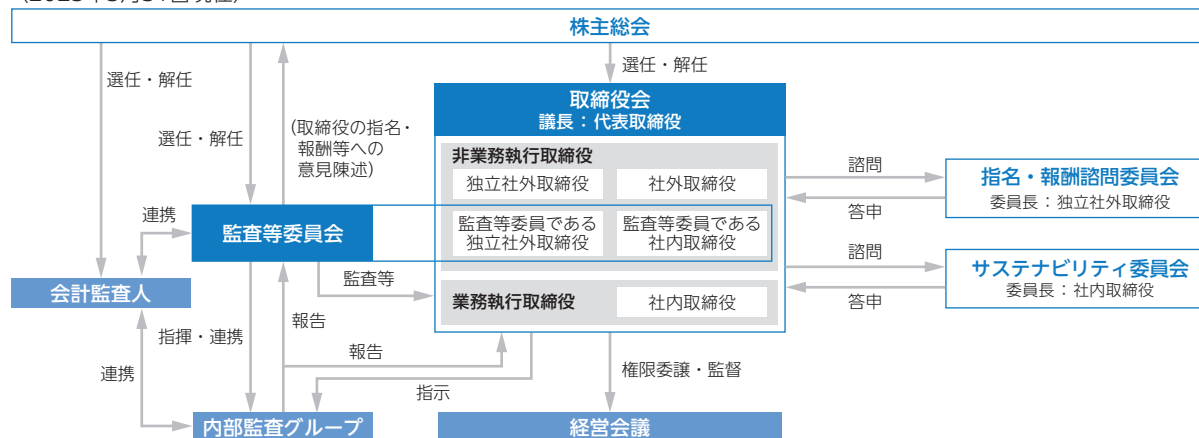 株主総会
選任・解任
選任・解任
(取締役の指名・
報酬等への
意見陳述)
選任・解任
取締役会
議長：代表取締役
非業務執行取締役
独立社外取締役
社外取締役
監査等委員である
独立社外取締役
監査等委員である
社内取締役
業務執行取締役
社内取締役
諮問
答申
指名・報酬諮問委員会
委員長：独立社外取締役
諮問
答申
サステナビリティ委員会
委員長：社内取締役
連携
監査等委員会
監査等
会計監査人
指揮・連携
報告
報告
連携
指示
権限委譲・監督
内部監査グループ
経営会議